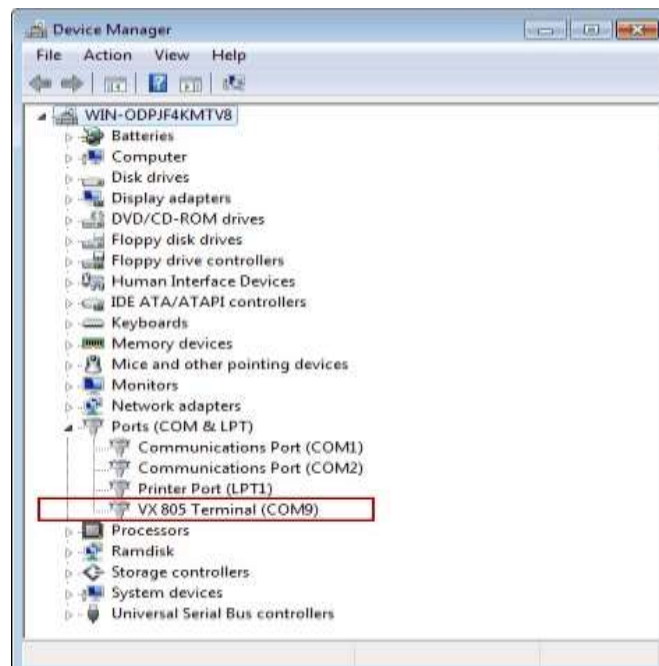 Device Manager
File Action View Help
WIN-ODPJF4KMTV8
Batteries
Computer
Disk drives
Display adapters
DVD/CD-ROM drives
Floppy disk drives
Floppy drive controllers
Human Interface Devices
IDE ATA/ATAPI controllers
Keyboards
Memory devices
Mice and other pointing devices
Monitors
Network adapters
Ports (COM & LPT)
Communications Port (COM1)
Communications Port (COM2)
Printer Port (LPT1)
VX 805 Terminal (COM9)
Processors
Ramdisk
Storage controllers
System devices
Universal Serial Bus controllers